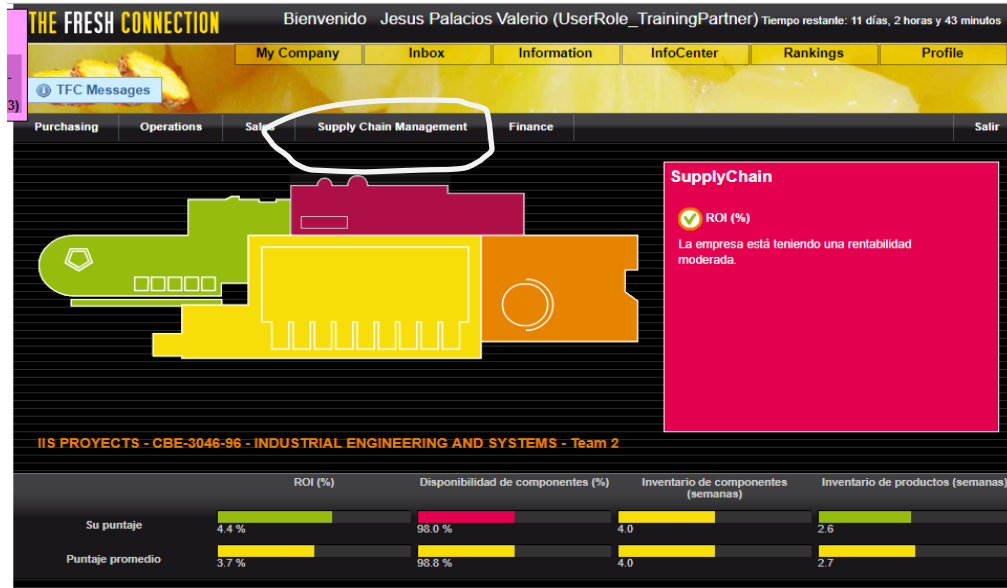 THE FRESH CONNECTION
Bienvenido Jesus Palacios Valerio (UserRole_TrainingPartner) Tiempo restante: 11 días, 2 horas y 43 minutos
My Company Inbox Information InfoCenter Rankings Profile
TFC Messages
3)
Purchasing Operations Sales Supply Chain Management Finance Salir
SupplyChain
ROI (%)
La empresa está teniendo una rentabilidad
moderada.
IIS PROYECTS - CBE-3046-96 - INDUSTRIAL ENGINEERING AND SYSTEMS - Team 2
ROI (%) Disponibilidad de componentes (%) Inventario de componentes (semanas) Inventario de productos (semanas)
Su puntaje 4.4 % 98.0 % 4.0 2.6
Puntaje promedio 3.7 % 98.8 % 4.0 2.7